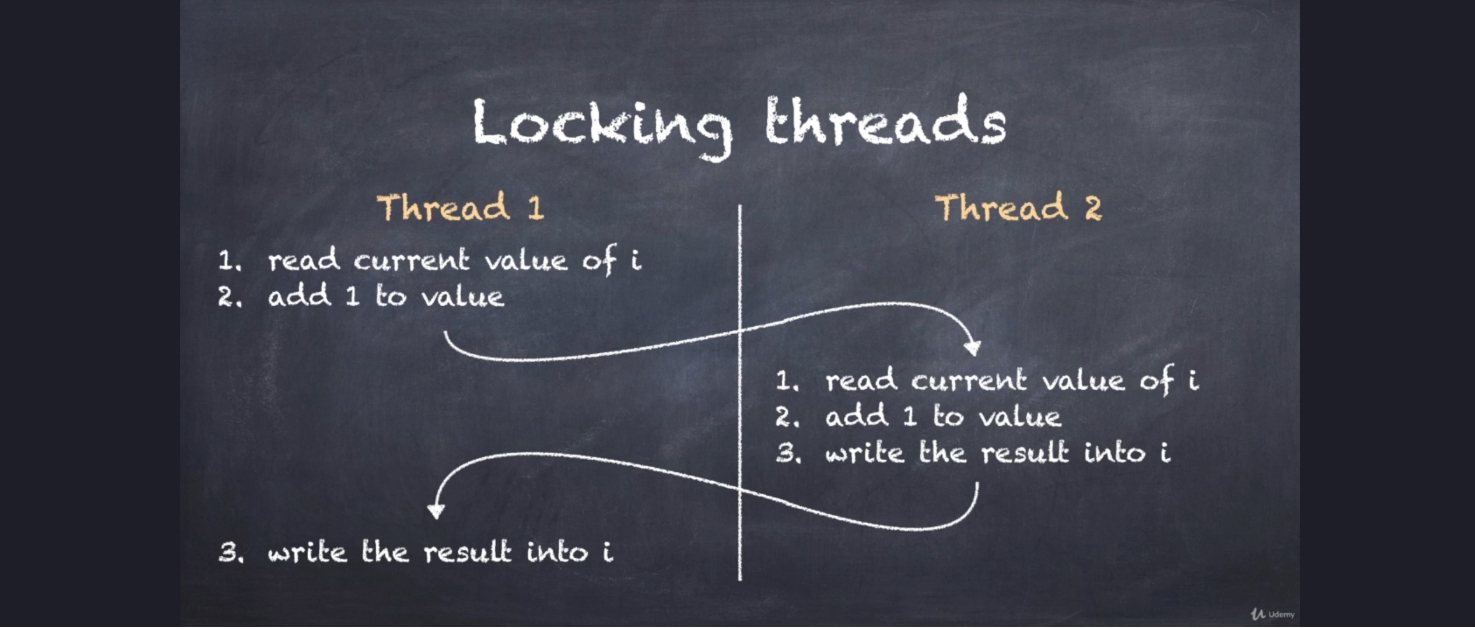 Locking threads
Thread 1
1. read current value of i
2. add 1 to value
Thread 2
1. read current value of i
2. add 1 to value
3. write the result into i
3. write the result into i
Udemy